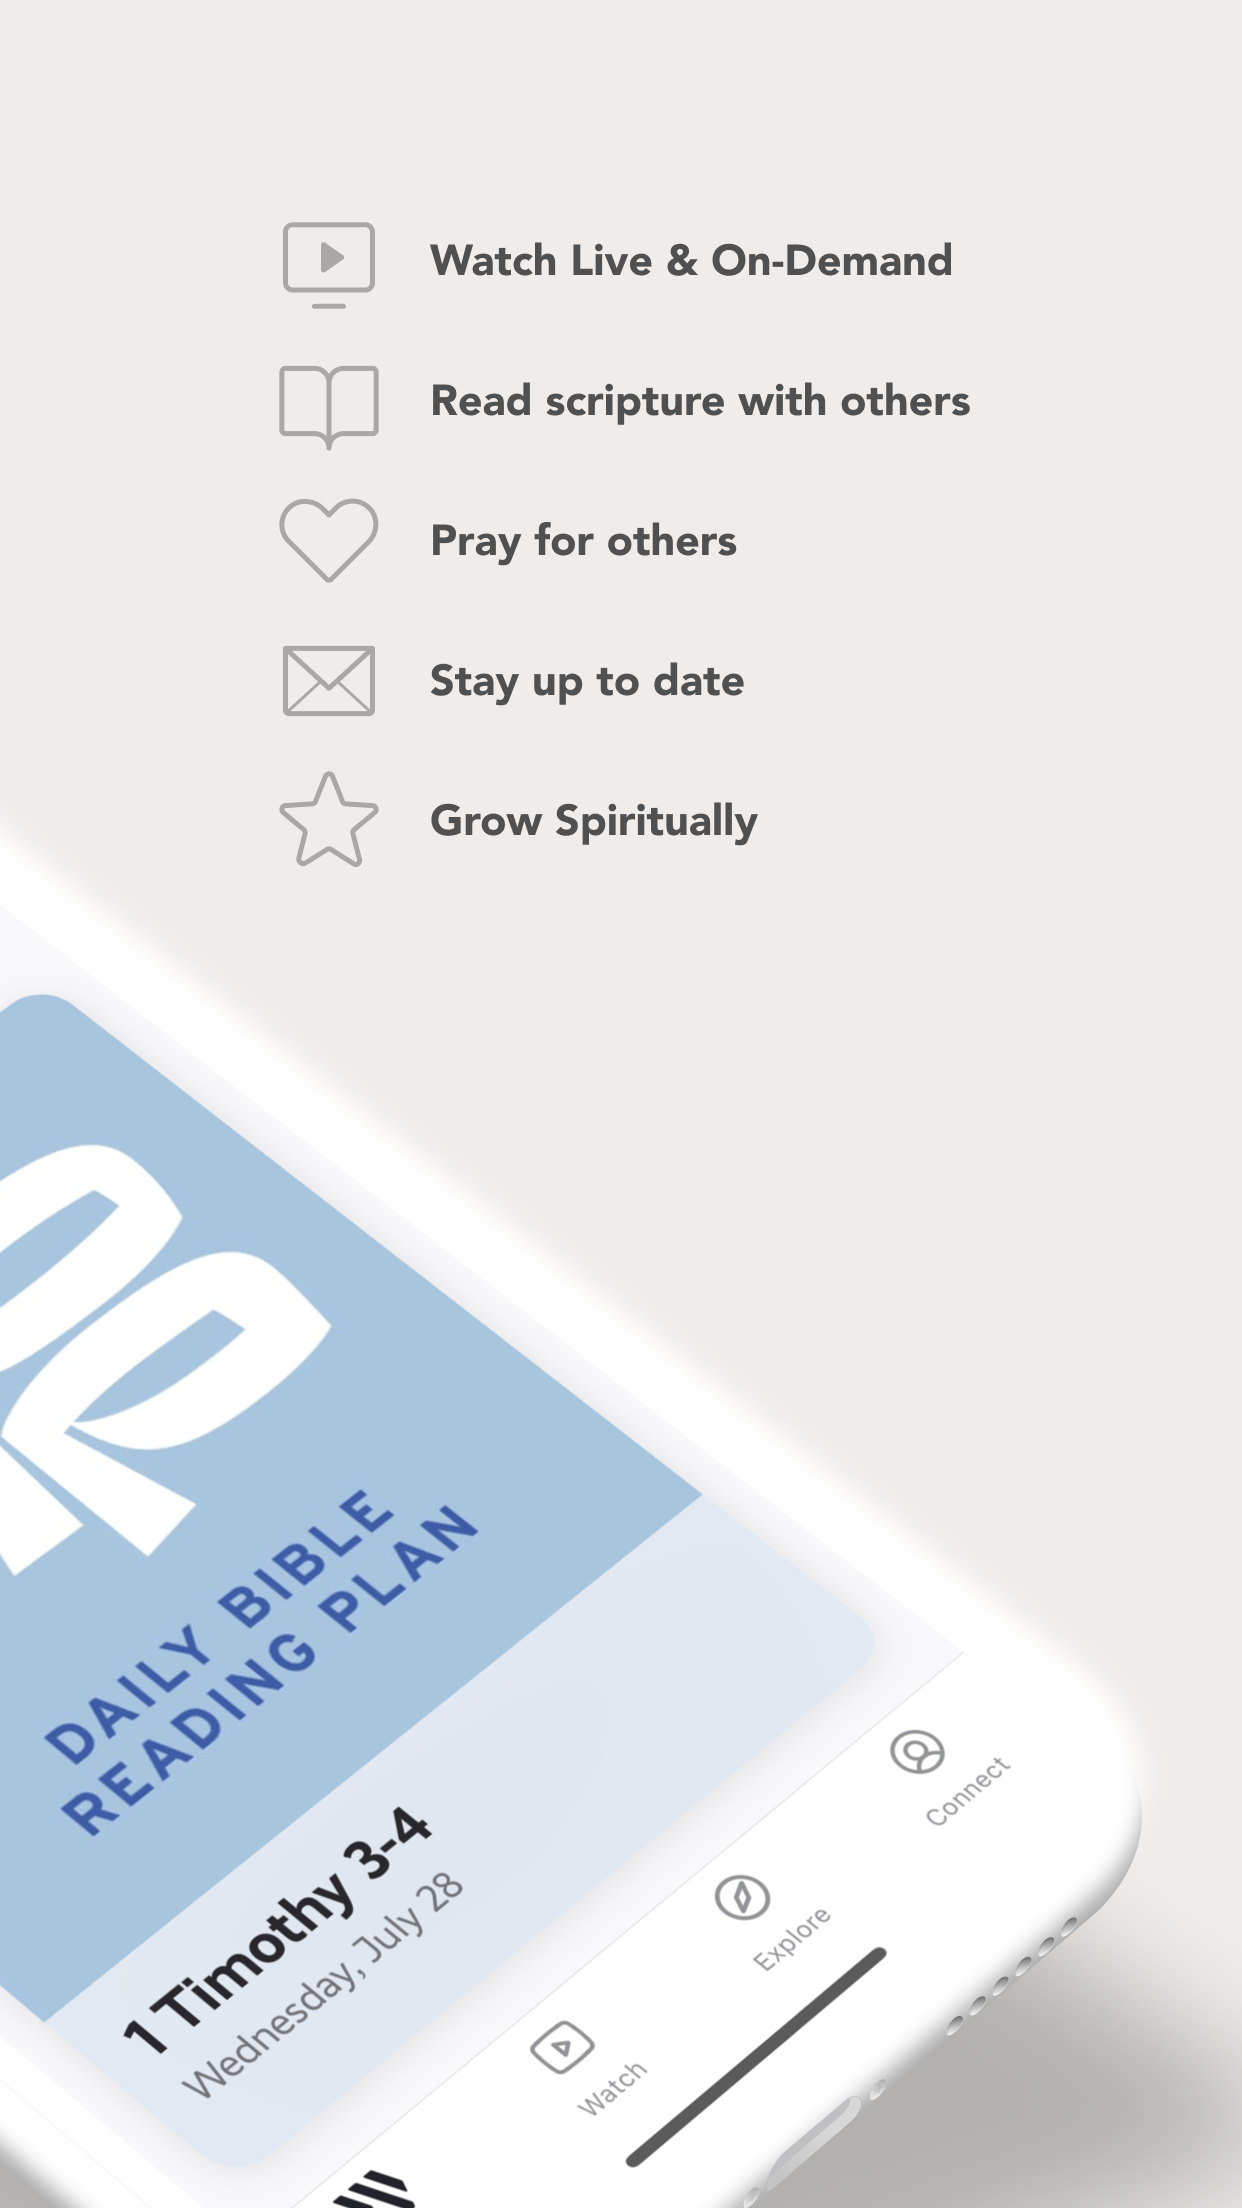 Watch Live & On-Demand
Read scripture with others
Pray for others
Stay up to date
Grow Spiritually
DAILY BIBLE
READING PLAN
1 Timothy 3-4
Wednesday, July 28
Watch
Explore
Connect